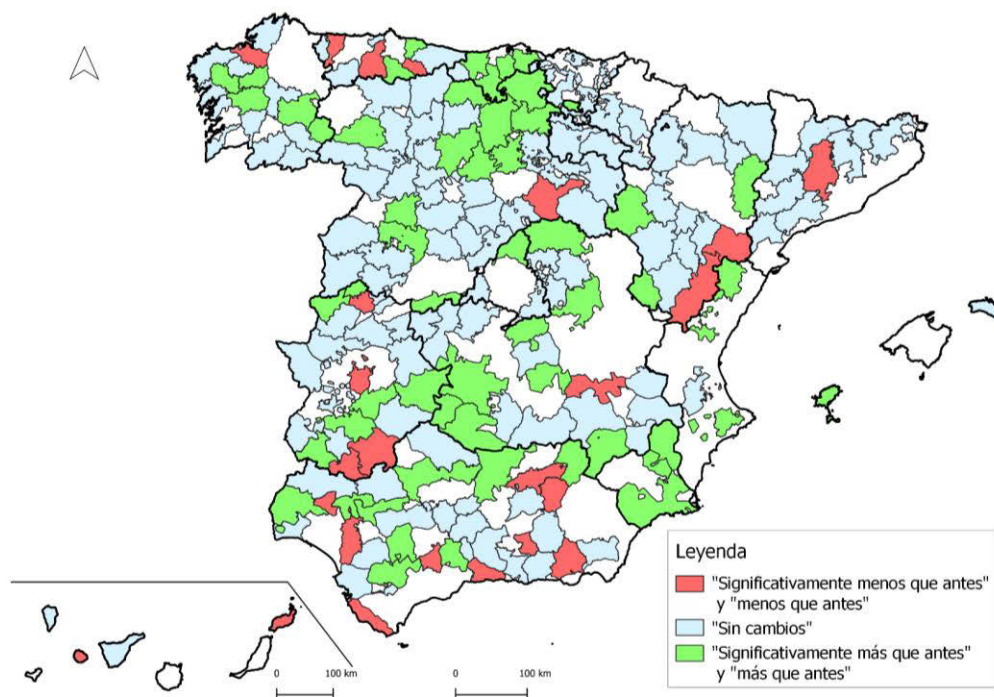 Leyenda
"Significativamente menos que antes"
y "menos que antes"
"Sin cambios"
"Significativamente más que antes"
y "más que antes"
0 100 km
0 100 km